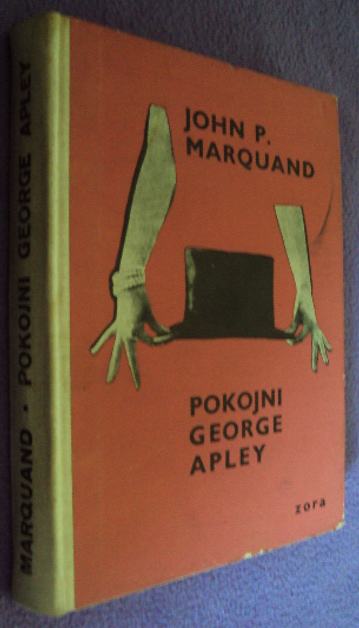 MARQUAND • POKOJNI GEORGE APLEY
JOHN P.
MARQUAND
POKOJNI
GEORGE
APLEY
zora